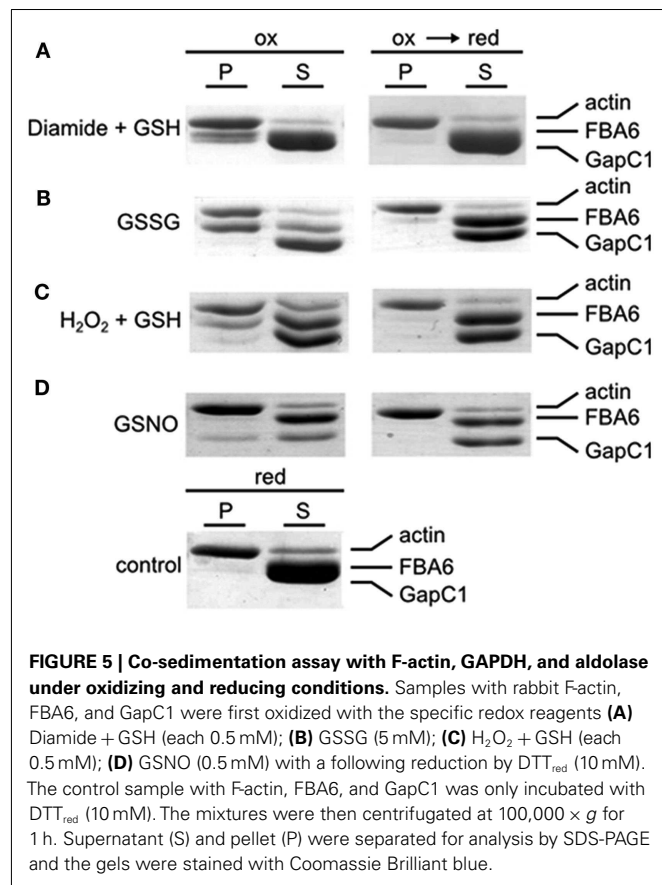 ox
ox → red
A
P S
P S
Diamide + GSH
actin
FBA6
GapC1
B
GSSG
actin
FBA6
GapC1
C
H₂O₂ + GSH
actin
FBA6
GapC1
D
GSNO
actin
FBA6
GapC1
red
P S
control
actin
FBA6
GapC1
FIGURE 5 | Co-sedimentation assay with F-actin, GAPDH, and aldolase
under oxidizing and reducing conditions. Samples with rabbit F-actin,
FBA6, and GapC1 were first oxidized with the specific redox reagents (A)
Diamide + GSH (each 0.5 mM); (B) GSSG (5 mM); (C) H₂O₂ + GSH (each
0.5 mM); (D) GSNO (0.5 mM) with a following reduction by DTTred (10 mM).
The control sample with F-actin, FBA6, and GapC1 was only incubated with
DTTred (10 mM). The mixtures were then centrifugated at 100,000 × g for
1 h. Supernatant (S) and pellet (P) were separated for analysis by SDS-PAGE
and the gels were stained with Coomassie Brilliant blue.